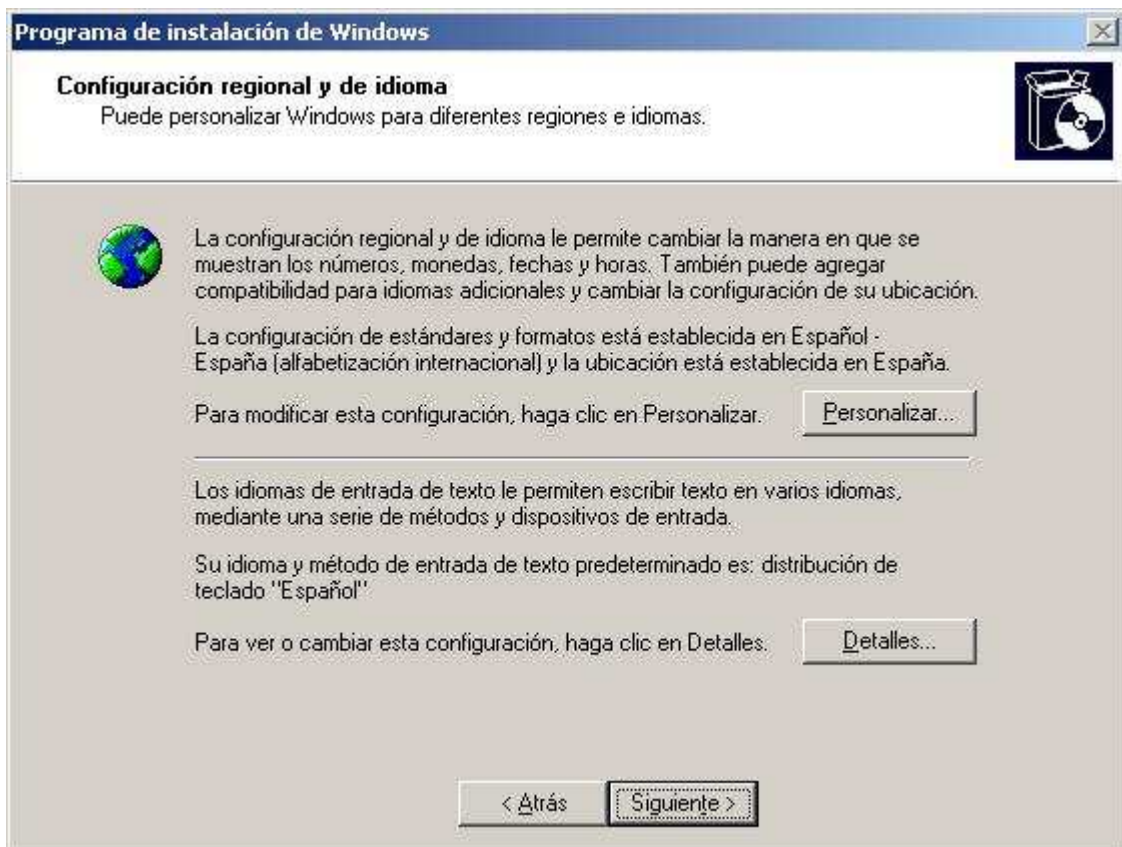 Programa de instalación de Windows
Configuración regional y de idioma
Puede personalizar Windows para diferentes regiones e idiomas.
La configuración regional y de idioma le permite cambiar la manera en que se
muestran los números, monedas, fechas y horas. También puede agregar
compatibilidad para idiomas adicionales y cambiar la configuración de su ubicación.
La configuración de estándares y formatos está establecida en Español -
España (alfabetización internacional) y la ubicación está establecida en España.
Para modificar esta configuración, haga clic en Personalizar.
Personalizar...
Los idiomas de entrada de texto le permiten escribir texto en varios idiomas,
mediante una serie de métodos y dispositivos de entrada.
Su idioma y método de entrada de texto predeterminado es: distribución de
teclado "Español"
Para ver o cambiar esta configuración, haga clic en Detalles.
Detalles...
< Atrás
Siguiente >